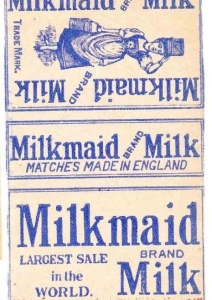 Milkmaid BRAND Milk
TRADE MARK.
Milkmaid BRAND Milk
Milkmaid BRAND Milk
MATCHES MADE IN ENGLAND
Milkmaid
LARGEST SALE BRAND
in the Milk
WORLD.